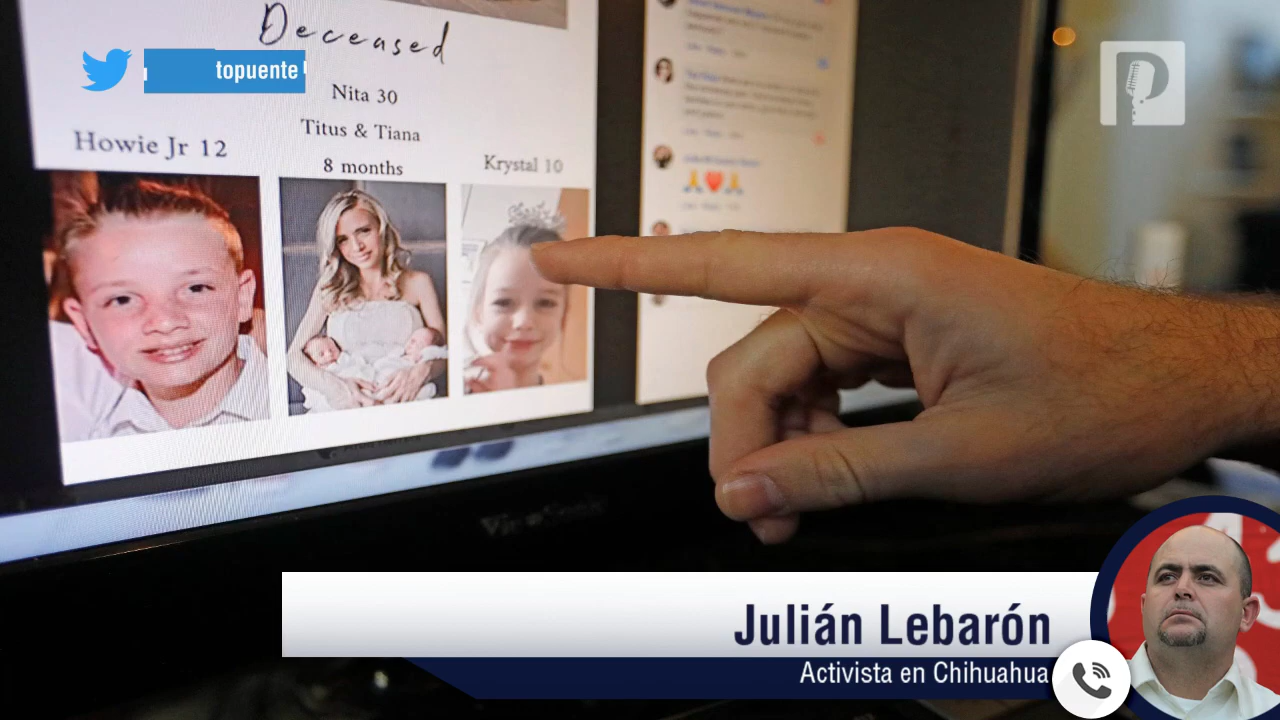 Deceased
topuente
Nita 30
Titus & Tiana
8 months
Howie Jr 12
Krystal 10
Julián Lebarón
Activista en Chihuahua